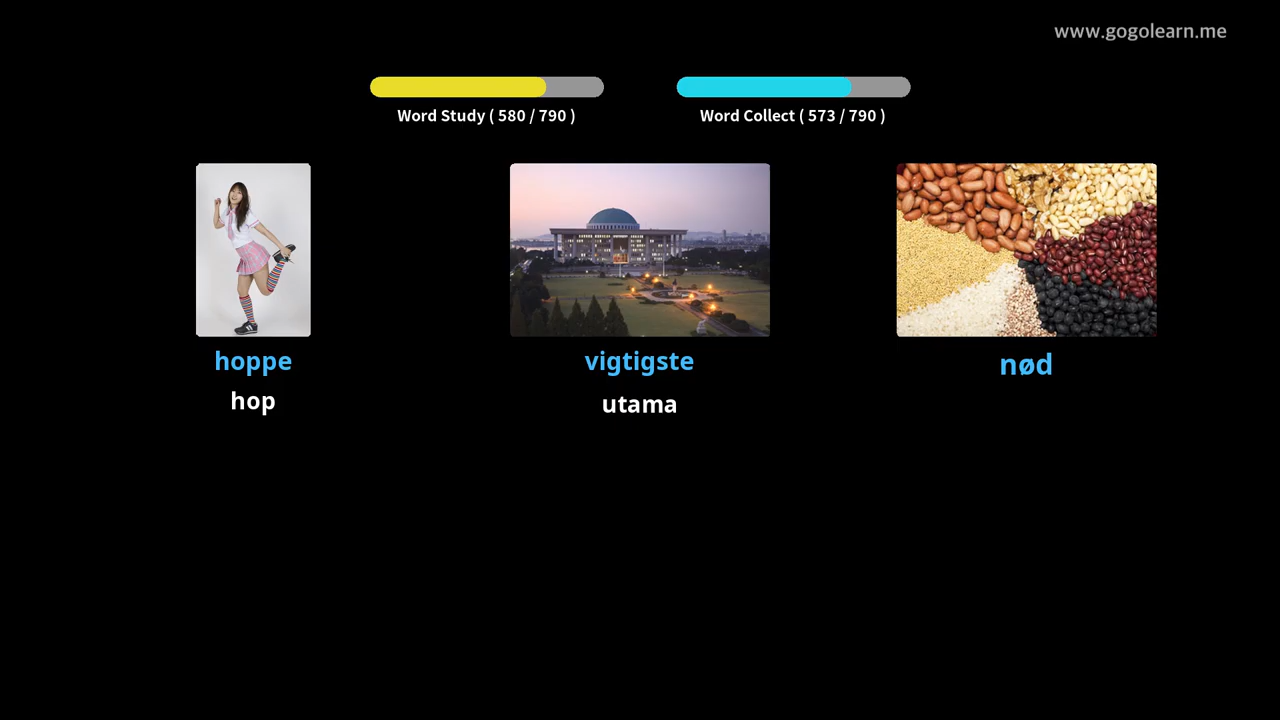 www.gogolearn.me
Word Study ( 580 / 790 )
Word Collect ( 573 / 790 )
hoppe
vigtigste
nød
hop
utama